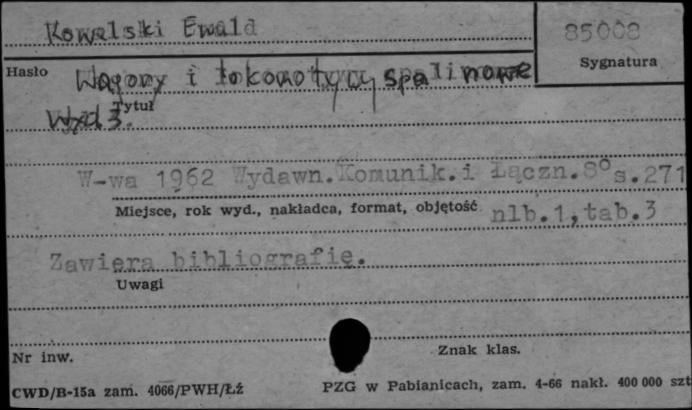 Kowalski Ewald
85008
Sygnatura
Hasło
Wagony i lokomotywy spalinowe
Tytuł
Wyd.3.
W-wa 1962 Wydawn.Komunik.i Łączn.8° s.271
Miejsce, rok wyd., nakładca, format, objętość
nlb.1,tab.3
Zawiera bibliografię.
Uwagi
Nr inw.
Znak klas.
CWD/B-15a zam. 4066/PWH/ŁŹ
PZG w Pabianicach, zam. 4-66 nakł. 400 000 szt